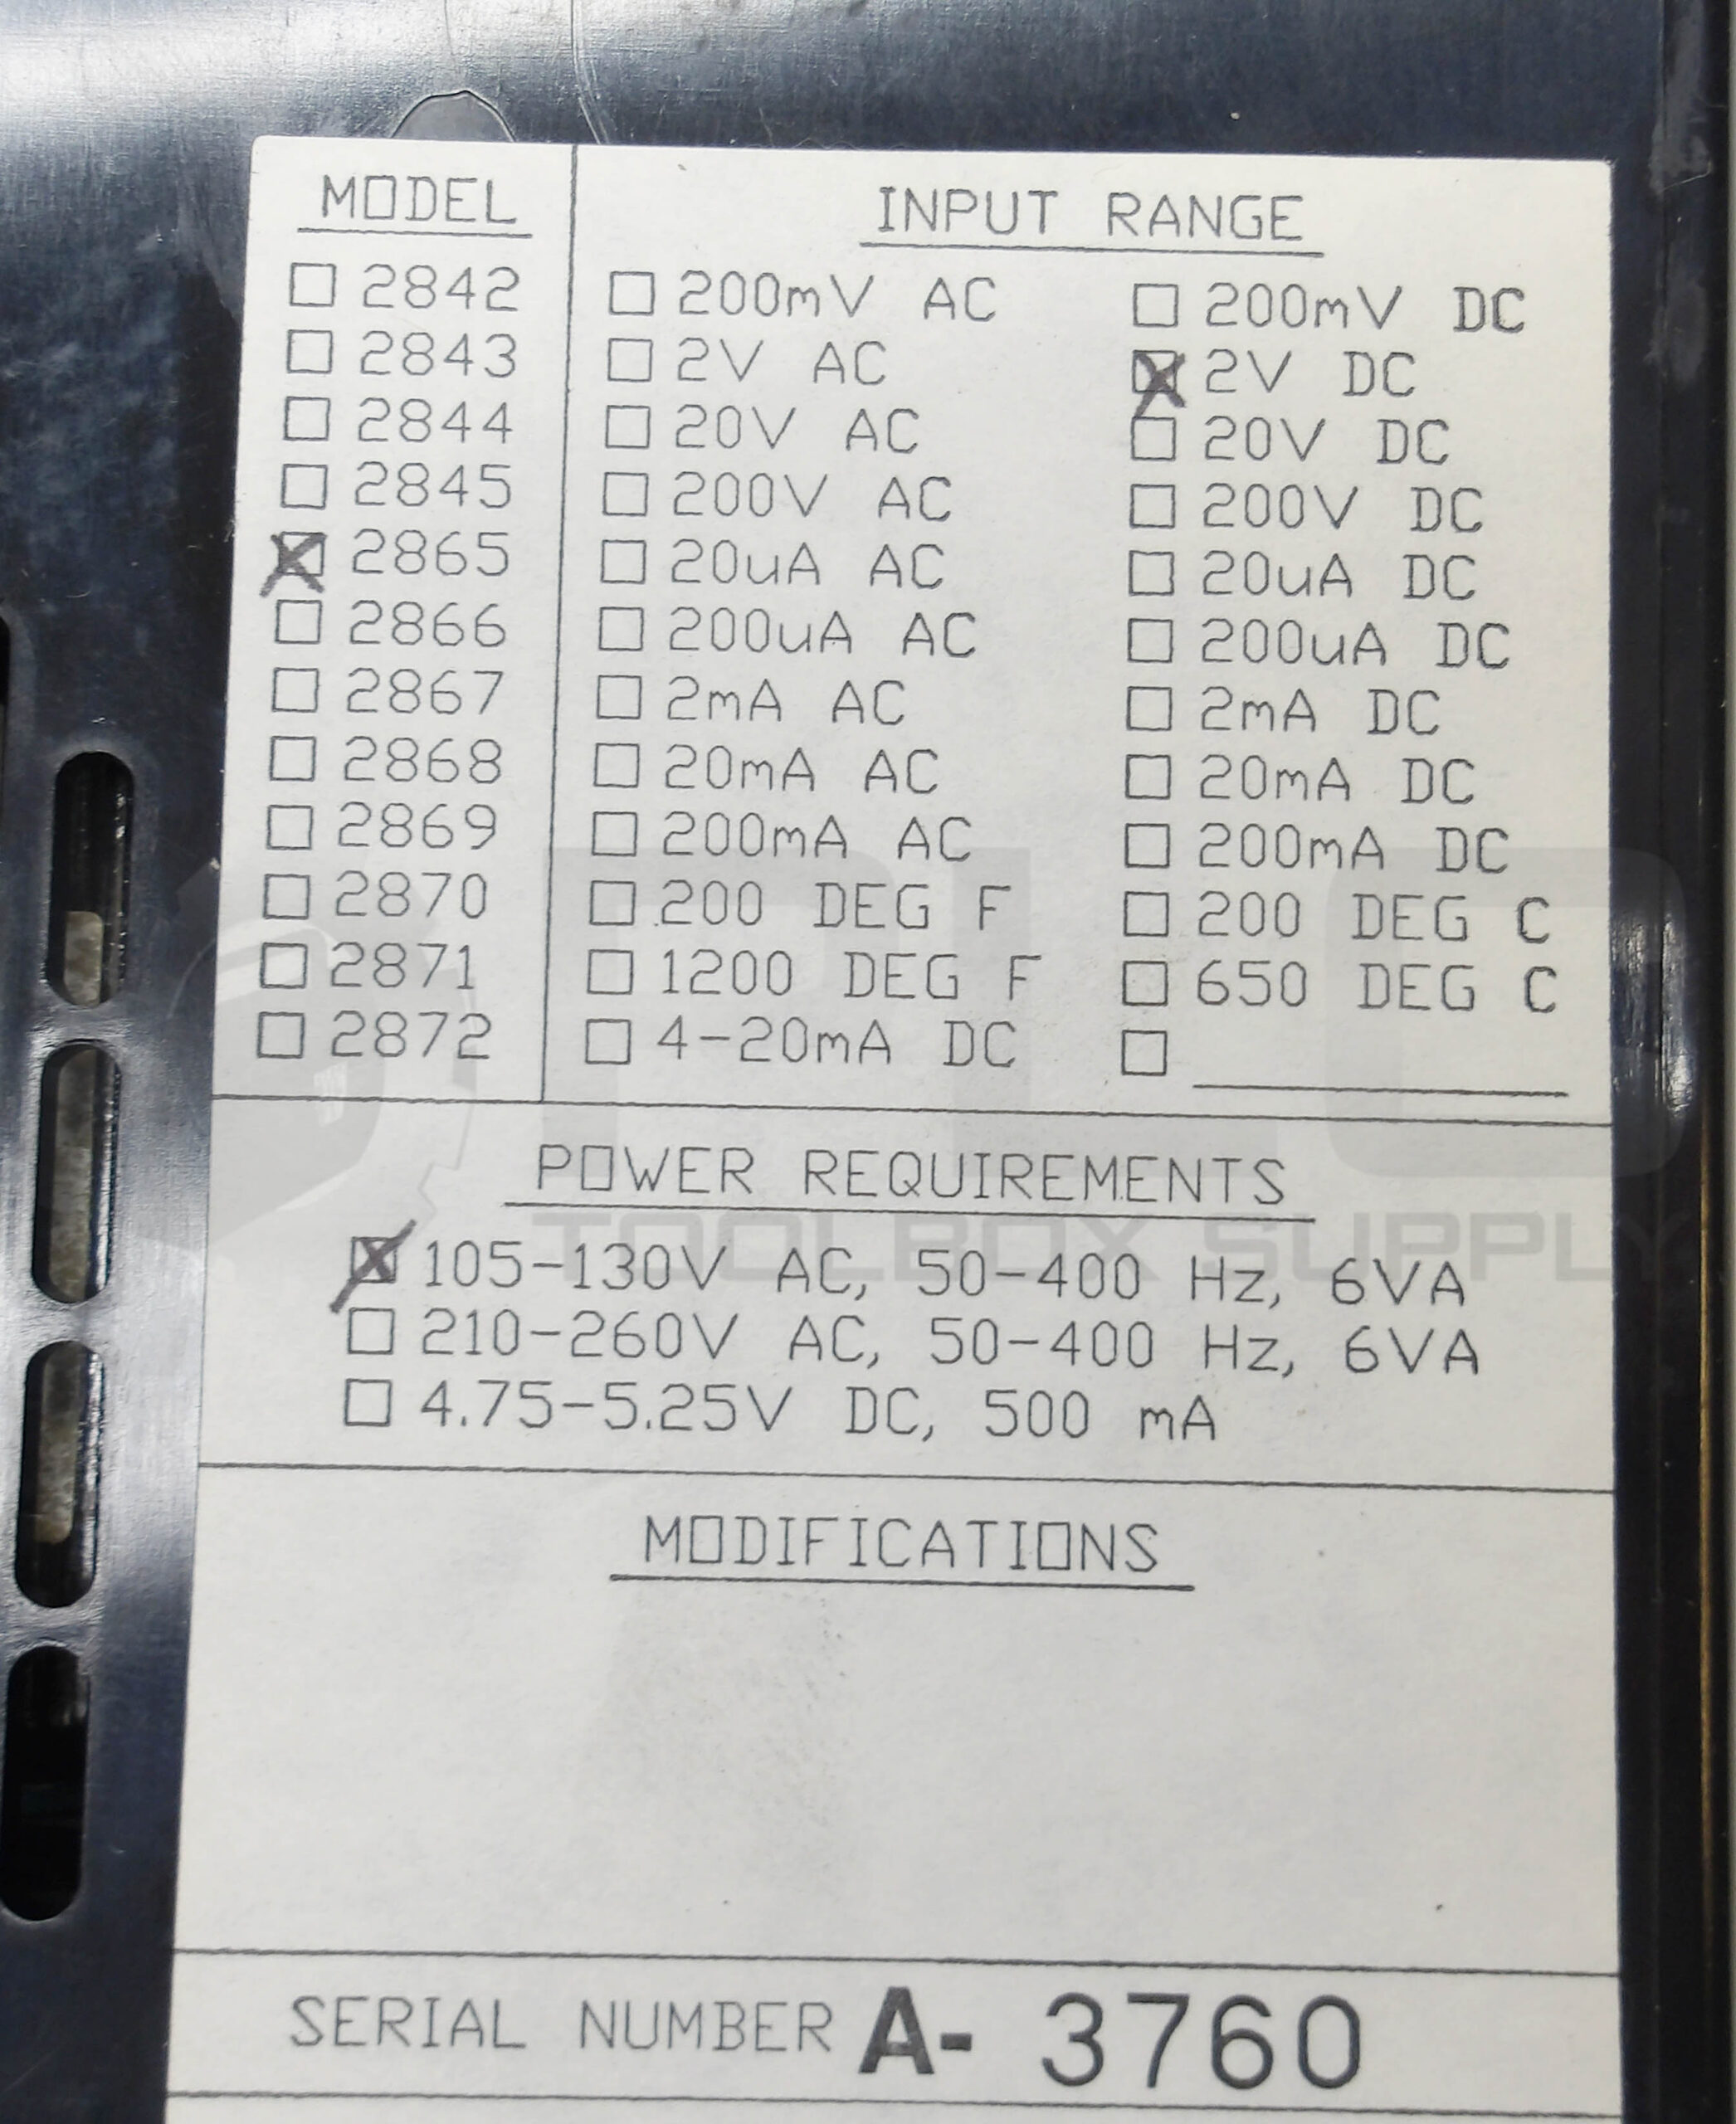 MODEL
☐ 2842
☐ 2843
☐ 2844
☐ 2845
☒ 2865
☐ 2866
☐ 2867
☐ 2868
☐ 2869
☐ 2870
☐ 2871
☐ 2872
INPUT RANGE
☐ 200mV AC ☐ 200mV DC
☐ 2V AC ☒ 2V DC
☐ 20V AC ☐ 20V DC
☐ 200V AC ☐ 200V DC
☐ 20uA AC ☐ 20uA DC
☐ 200uA AC ☐ 200uA DC
☐ 2mA AC ☐ 2mA DC
☐ 20mA AC ☐ 20mA DC
☐ 200mA AC ☐ 200mA DC
☐ 200 DEG F ☐ 200 DEG C
☐ 1200 DEG F ☐ 650 DEG C
☐ 4-20mA DC ☐ ________
POWER REQUIREMENTS
☒ 105-130V AC, 50-400 Hz, 6VA
☐ 210-260V AC, 50-400 Hz, 6VA
☐ 4.75-5.25V DC, 500 mA
MODIFICATIONS
SERIAL NUMBER A- 3760
TOOLBOX SUPPLY